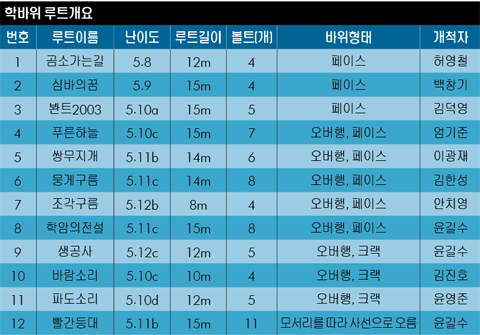 학바위 루트개요
번호 루트이름 난이도 루트길이 볼트(개) 바위형태 개척자
1 곰소가는길 5.8 12m 4 페이스 허영철
2 심바의꿈 5.9 15m 4 페이스 백창기
3 봔트2003 5.10a 15m 5 페이스 김덕영
4 푸른하늘 5.10c 15m 7 오버행, 페이스 엄기준
5 쌍무지개 5.11b 14m 6 오버행, 페이스 이광재
6 뭉게구름 5.11c 14m 8 오버행, 페이스 김한성
7 조각구름 5.12b 8m 4 오버행, 페이스 안치영
8 학암의전설 5.11c 15m 8 오버행, 페이스 윤길수
9 생공사 5.12c 12m 5 오버행, 크랙 윤길수
10 바람소리 5.10c 10m 4 오버행, 크랙 김진호
11 파도소리 5.10d 12m 5 오버행, 크랙 윤영준
12 빨간등대 5.11b 15m 11 모서리를 따라 사선으로 오름 윤길수